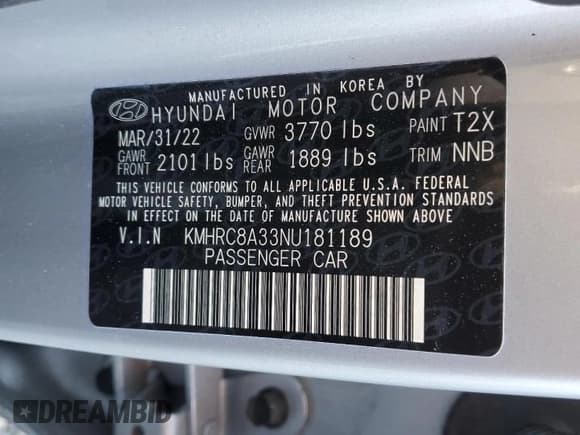 MANUFACTURED IN KOREA BY
HYUNDAI MOTOR COMPANY
MAR/31/22 GVWR 3770 lbs PAINT T2X
GAWR FRONT 2101 lbs GAWR REAR 1889 lbs TRIM NNB
THIS VEHICLE CONFORMS TO ALL APPLICABLE U.S.A. FEDERAL
MOTOR VEHICLE SAFETY, BUMPER, AND THEFT PREVENTION STANDARDS
IN EFFECT ON THE DATE OF MANUFACTURE SHOWN ABOVE
V.I.N KMHRC8A33NU181189
PASSENGER CAR
DREAMBID